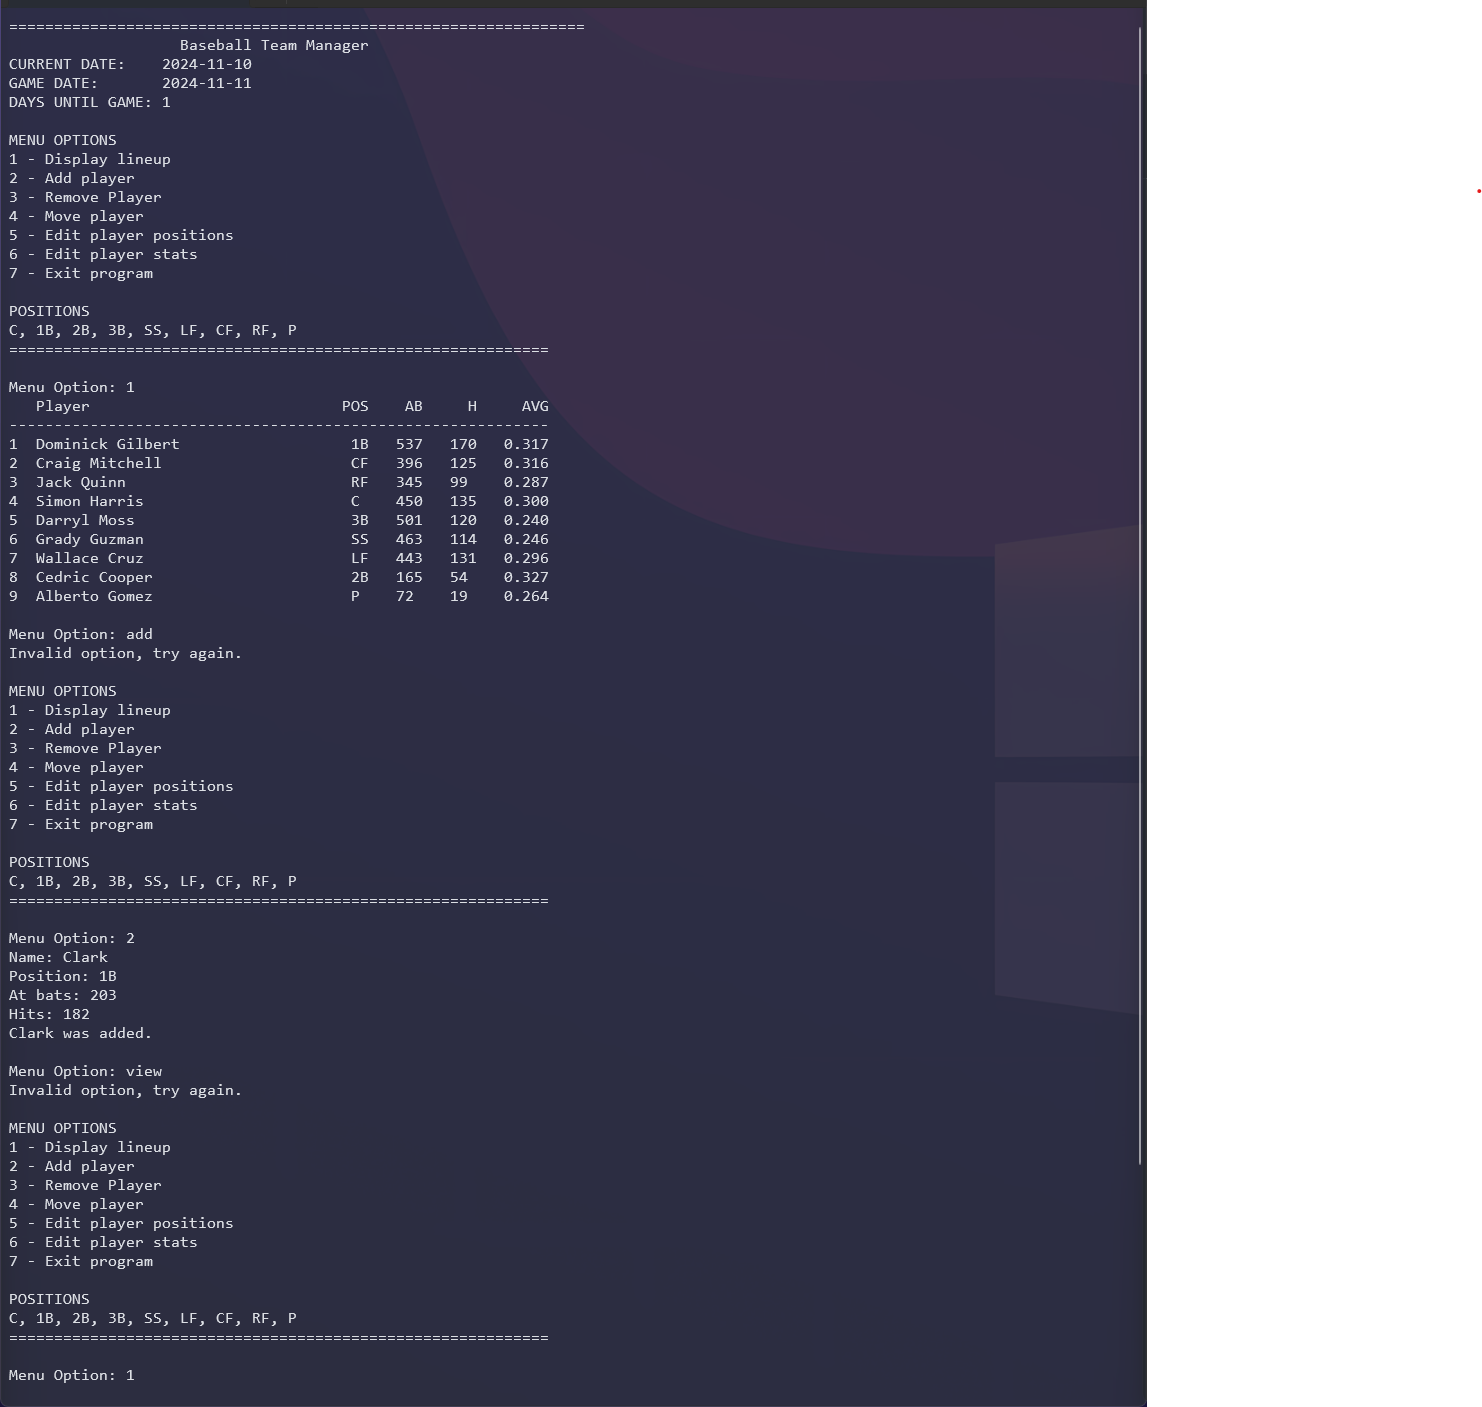 ================================================================
                   Baseball Team Manager
CURRENT DATE:    2024-11-10
GAME DATE:       2024-11-11
DAYS UNTIL GAME: 1

MENU OPTIONS
1 - Display lineup
2 - Add player
3 - Remove Player
4 - Move player
5 - Edit player positions
6 - Edit player stats
7 - Exit program

POSITIONS
C, 1B, 2B, 3B, SS, LF, CF, RF, P
============================================================

Menu Option: 1
   Player                            POS    AB     H     AVG
------------------------------------------------------------
1  Dominick Gilbert                   1B   537   170   0.317
2  Craig Mitchell                     CF   396   125   0.316
3  Jack Quinn                         RF   345   99    0.287
4  Simon Harris                       C    450   135   0.300
5  Darryl Moss                        3B   501   120   0.240
6  Grady Guzman                       SS   463   114   0.246
7  Wallace Cruz                       LF   443   131   0.296
8  Cedric Cooper                      2B   165   54    0.327
9  Alberto Gomez                      P    72    19    0.264

Menu Option: add
Invalid option, try again.

MENU OPTIONS
1 - Display lineup
2 - Add player
3 - Remove Player
4 - Move player
5 - Edit player positions
6 - Edit player stats
7 - Exit program

POSITIONS
C, 1B, 2B, 3B, SS, LF, CF, RF, P
============================================================

Menu Option: 2
Name: Clark
Position: 1B
At bats: 203
Hits: 182
Clark was added.

Menu Option: view
Invalid option, try again.

MENU OPTIONS
1 - Display lineup
2 - Add player
3 - Remove Player
4 - Move player
5 - Edit player positions
6 - Edit player stats
7 - Exit program

POSITIONS
C, 1B, 2B, 3B, SS, LF, CF, RF, P
============================================================

Menu Option: 1